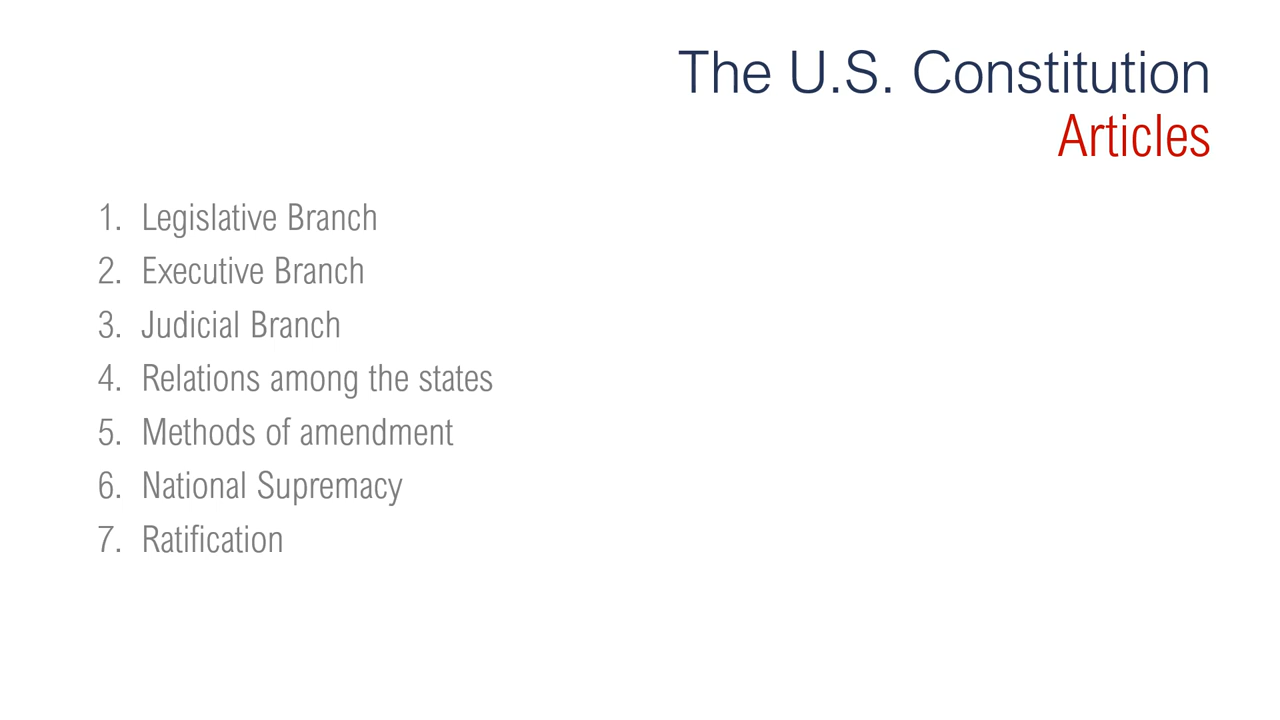 The U.S. Constitution
Articles
1. Legislative Branch
2. Executive Branch
3. Judicial Branch
4. Relations among the states
5. Methods of amendment
6. National Supremacy
7. Ratification